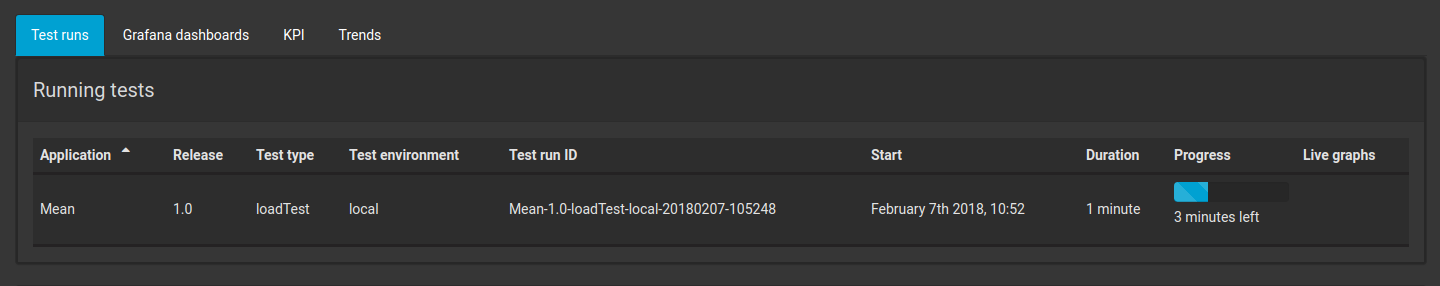 Test runs Grafana dashboards KPI Trends
Running tests
Application Release Test type Test environment Test run ID Start Duration Progress Live graphs
Mean 1.0 loadTest local Mean-1.0-loadTest-local-20180207-105248 February 7th 2018, 10:52 1 minute 3 minutes left